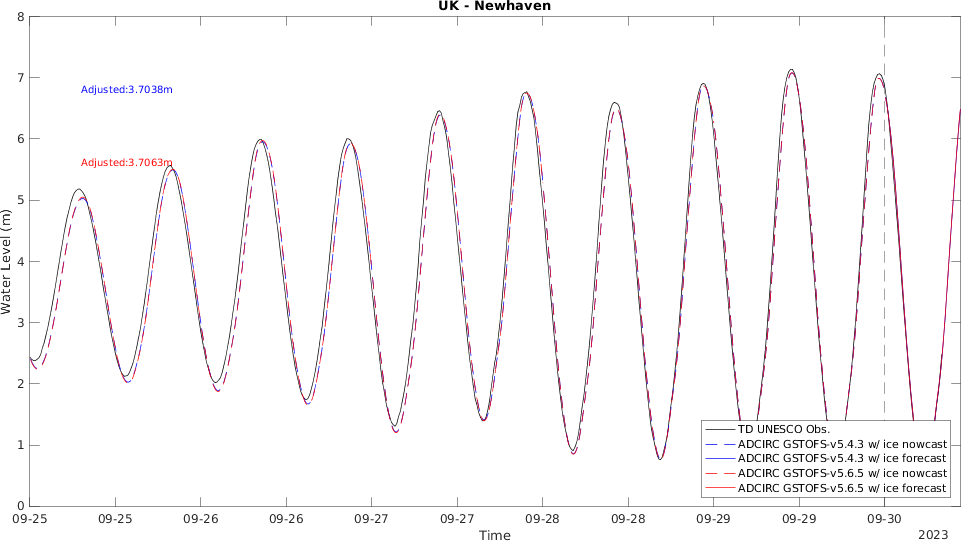 UK - Newhaven
8
7
6
5
4
3
2
1
0
Water Level (m)
Adjusted:3.7038m
Adjusted:3.7063m
TD UNESCO Obs.
ADCIRC GSTOFS-v5.4.3 w/ ice nowcast
ADCIRC GSTOFS-v5.4.3 w/ ice forecast
ADCIRC GSTOFS-v5.6.5 w/ ice nowcast
ADCIRC GSTOFS-v5.6.5 w/ ice forecast
09-25 09-25 09-26 09-26 09-27 09-27 09-28 09-28 09-29 09-29 09-30
Time
2023